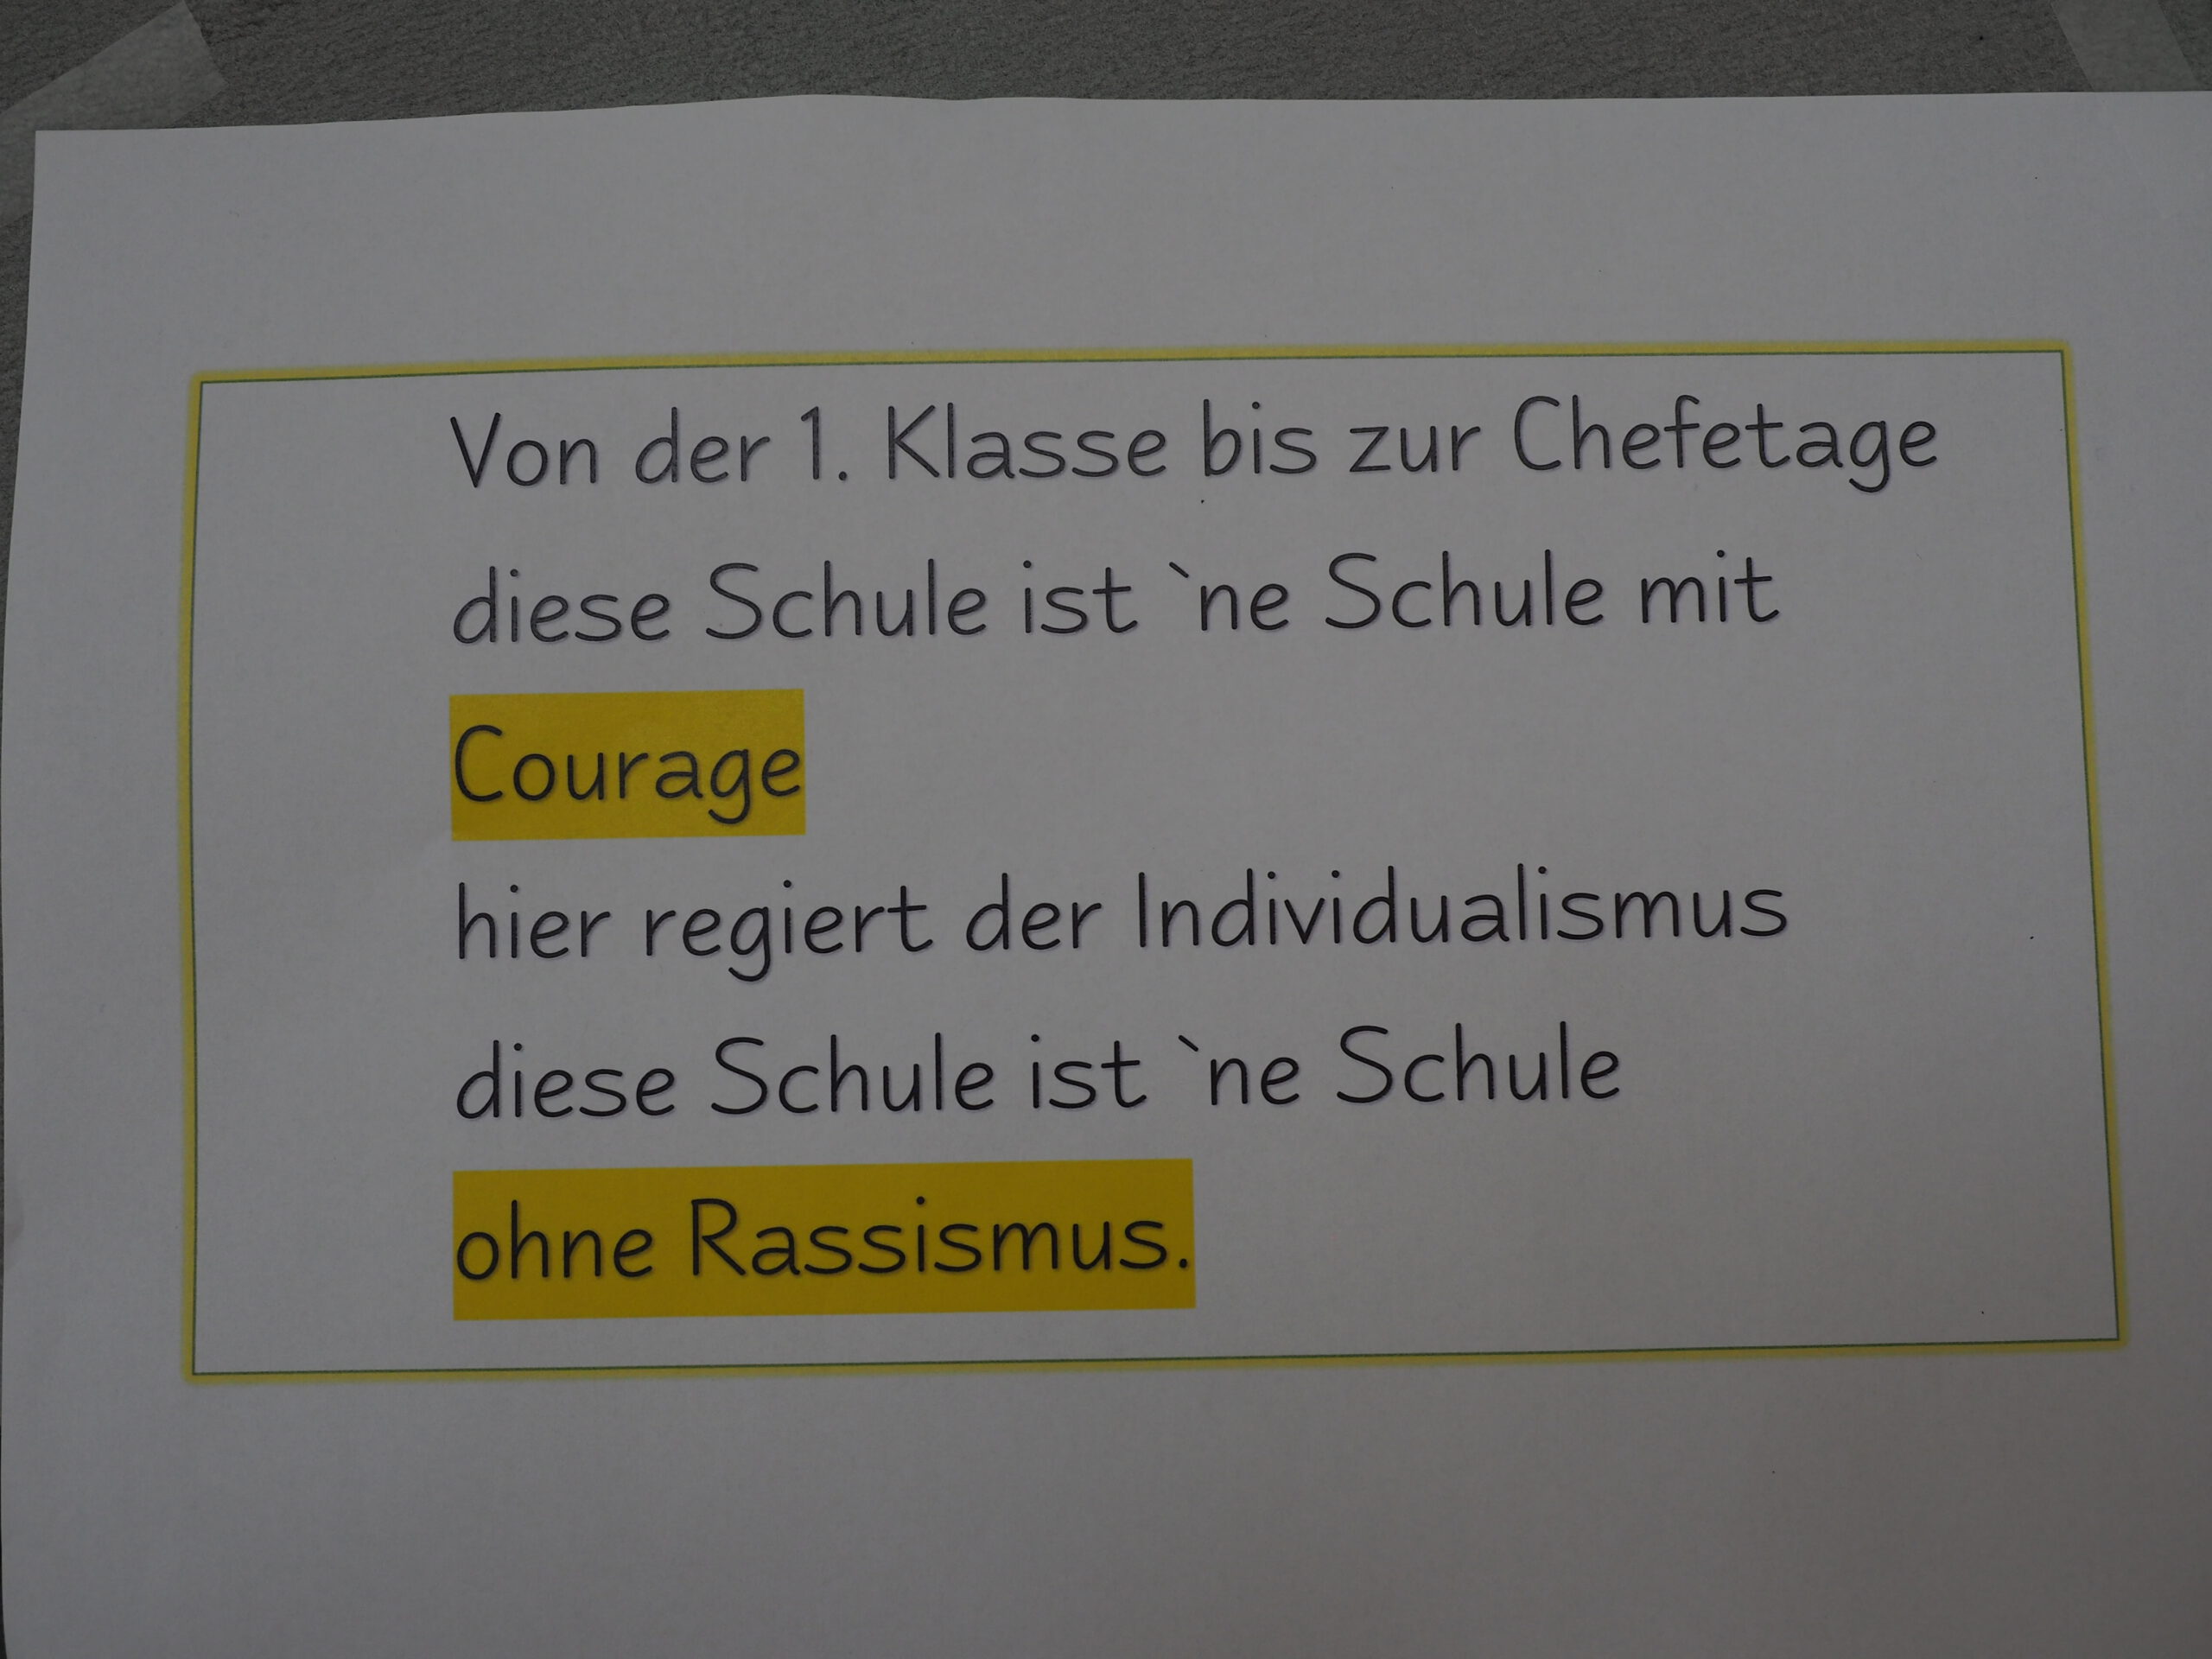 Von der 1. Klasse bis zur Chefetage
diese Schule ist `ne Schule mit
Courage
hier regiert der Individualismus
diese Schule ist `ne Schule
ohne Rassismus.